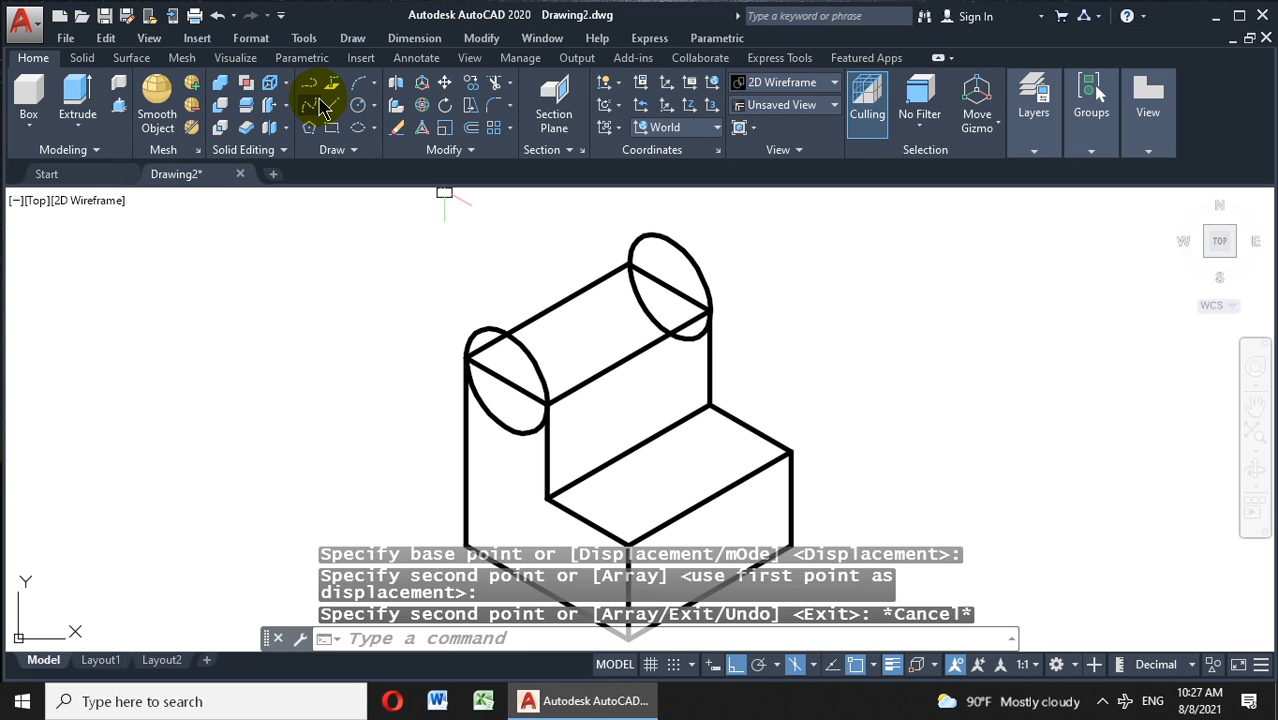 Autodesk AutoCAD 2020 Drawing2.dwg
Type a keyword or phrase
Sign In
File Edit View Insert Format Tools Draw Dimension Modify Window Help Express Parametric
Home Solid Surface Mesh Visualize Parametric Insert Annotate View Manage Output Add-ins Collaborate Express Tools Featured Apps
2D Wireframe
Unsaved View
World
Box
Extrude
Smooth
Object
Section
Plane
Culling
No Filter
Move
Gizmo
Layers
Groups
View
Modeling
Mesh
Solid Editing
Draw
Modify
Section
Coordinates
View
Selection
Start
Drawing2*
[−][Top][2D Wireframe]
N
W
TOP
E
S
WCS
Specify base point or [Displacement/mOde] <Displacement>:
Specify second point or [Array] <use first point as
displacement>:
Specify second point or [Array/Exit/Undo] <Exit>: *Cancel*
Y
X
Type a command
Model Layout1 Layout2
MODEL
1:1
Decimal
Type here to search
Autodesk AutoCAD...
90°F Mostly cloudy
ENG
10:27 AM
8/8/2021